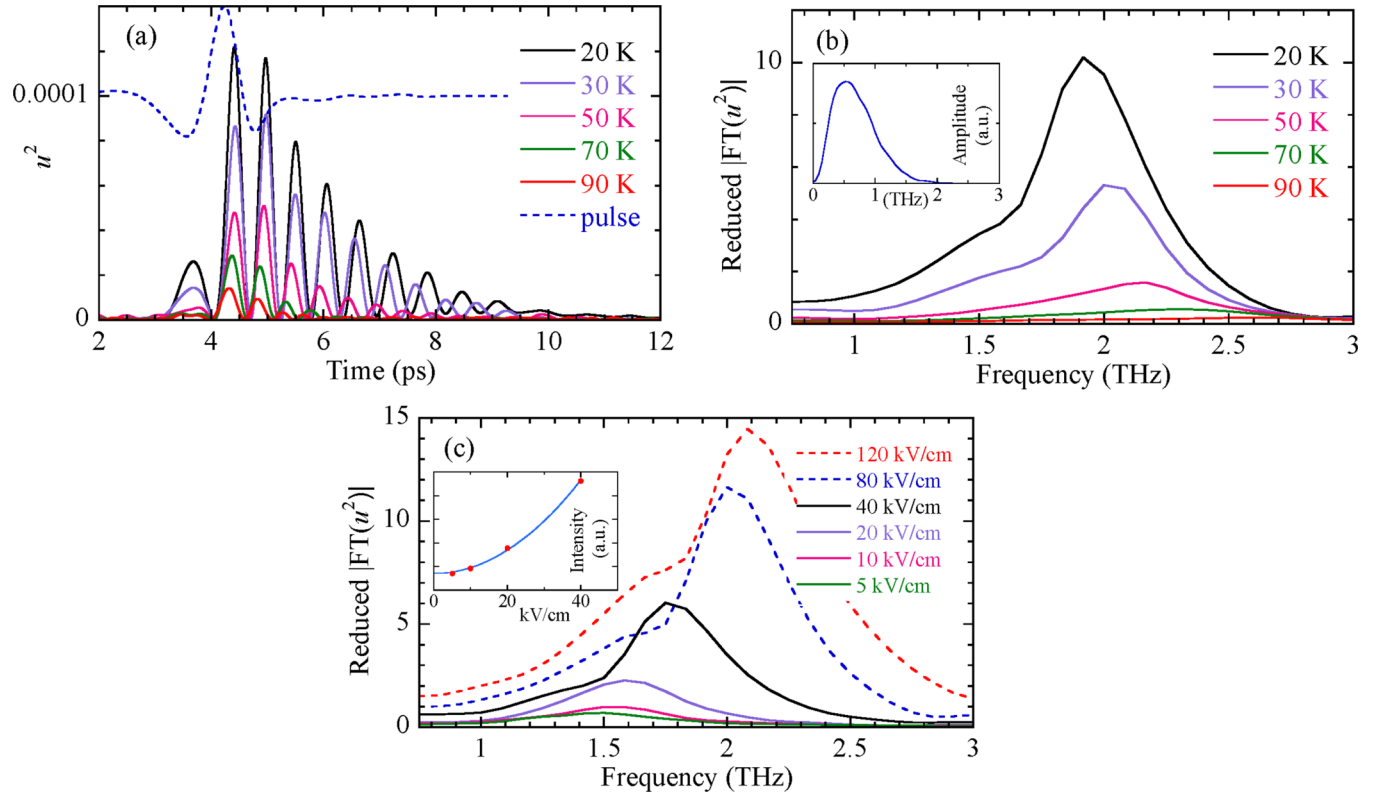 (a)
20 K
30 K
50 K
70 K
90 K
pulse
u²
0.0001
0
2
4
6
8
10
12
Time (ps)
(b)
20 K
30 K
50 K
70 K
90 K
Reduced |FT(u²)|
10
0
Amplitude
(a.u.)
0
1
2
3
(THz)
1
1.5
2
2.5
3
Frequency (THz)
(c)
120 kV/cm
80 kV/cm
40 kV/cm
20 kV/cm
10 kV/cm
5 kV/cm
Reduced |FT(u²)|
15
10
5
0
Intensity
(a.u.)
0
20
40
kV/cm
1
1.5
2
2.5
3
Frequency (THz)